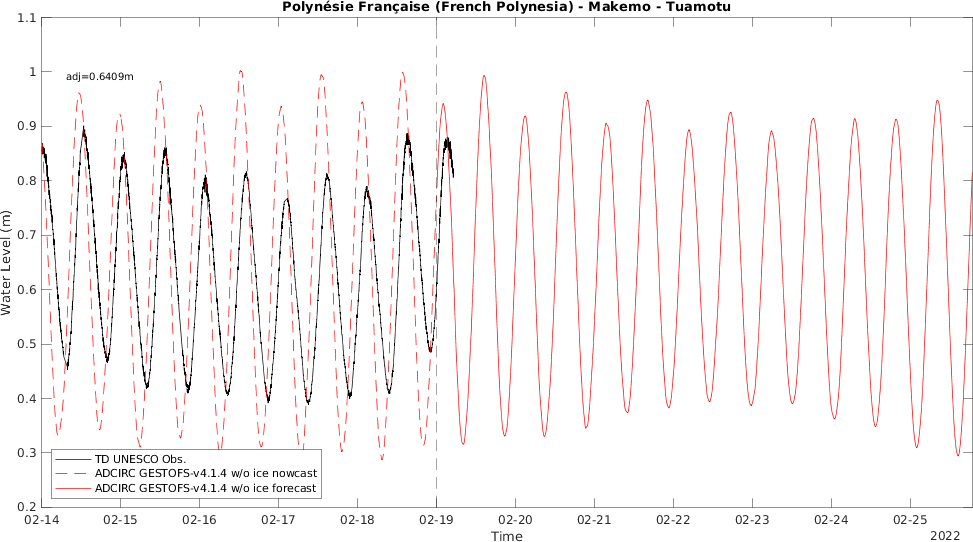 Polynésie Française (French Polynesia) - Makemo - Tuamotu
1.1
1
0.9
0.8
0.7
0.6
0.5
0.4
0.3
0.2
Water Level (m)
adj=0.6409m
TD UNESCO Obs.
ADCIRC GESTOFS-v4.1.4 w/o ice nowcast
ADCIRC GESTOFS-v4.1.4 w/o ice forecast
02-14 02-15 02-16 02-17 02-18 02-19 02-20 02-21 02-22 02-23 02-24 02-25
Time
2022